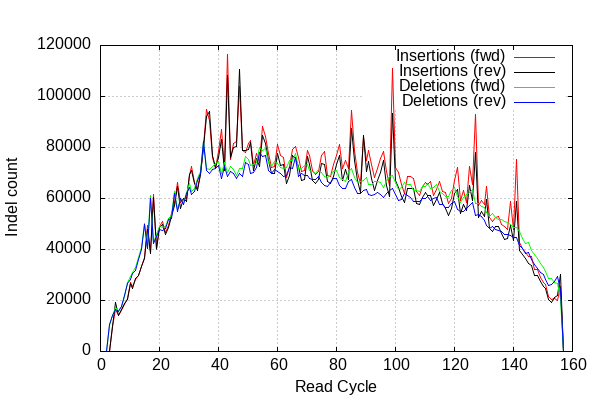 120000
Insertions (fwd)
Insertions (rev)
Deletions (fwd)
Deletions (rev)
100000
80000
60000
40000
20000
0
Indel count
0 20 40 60 80 100 120 140 160
Read Cycle